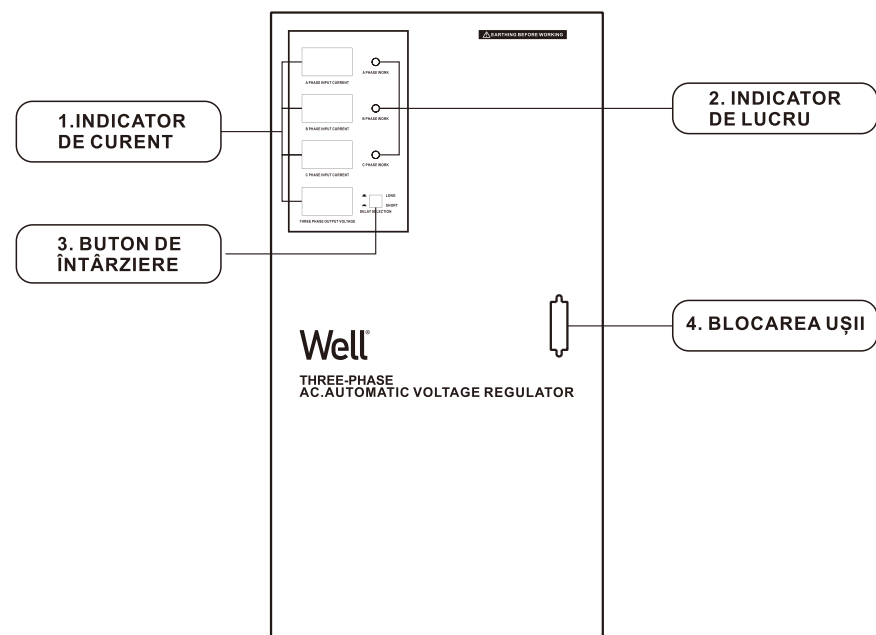 EARTHING BEFORE WORKING
A PHASE INPUT CURRENT
A PHASE WORK
B PHASE INPUT CURRENT
B PHASE WORK
C PHASE INPUT CURRENT
C PHASE WORK
LONG
SHORT
THREE PHASE OUTPUT VOLTAGE
DELAY SELECTION
1.INDICATOR
DE CURENT
2. INDICATOR
DE LUCRU
3. BUTON DE
ÎNTÂRZIERE
4. BLOCAREA UȘII
Well®
THREE-PHASE
AC.AUTOMATIC VOLTAGE REGULATOR